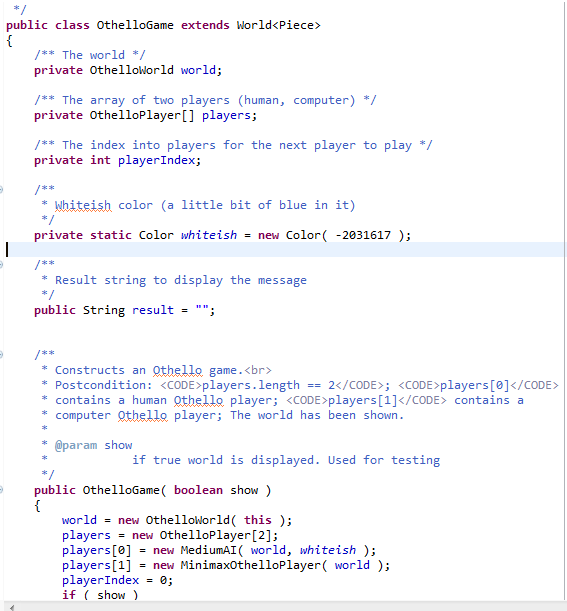 */
public class OthelloGame extends World<Piece>
{
/** The world */
private OthelloWorld world;
/** The array of two players (human, computer) */
private OthelloPlayer[] players;
/** The index into players for the next player to play */
private int playerIndex;
/**
* Whiteish color (a little bit of blue in it)
*/
private static Color whiteish = new Color( -2031617 );
/**
* Result string to display the message
*/
public String result = "";
/**
* Constructs an Othello game.<br>
* Postcondition: <CODE>players.length == 2</CODE>; <CODE>players[0]</CODE>
* contains a human Othello player; <CODE>players[1]</CODE> contains a
* computer Othello player; The world has been shown.
*
* @param show
* if true world is displayed. Used for testing
*/
public OthelloGame( boolean show )
{
world = new OthelloWorld( this );
players = new OthelloPlayer[2];
players[0] = new MediumAI( world, whiteish );
players[1] = new MinimaxOthelloPlayer( world );
playerIndex = 0;
if ( show )